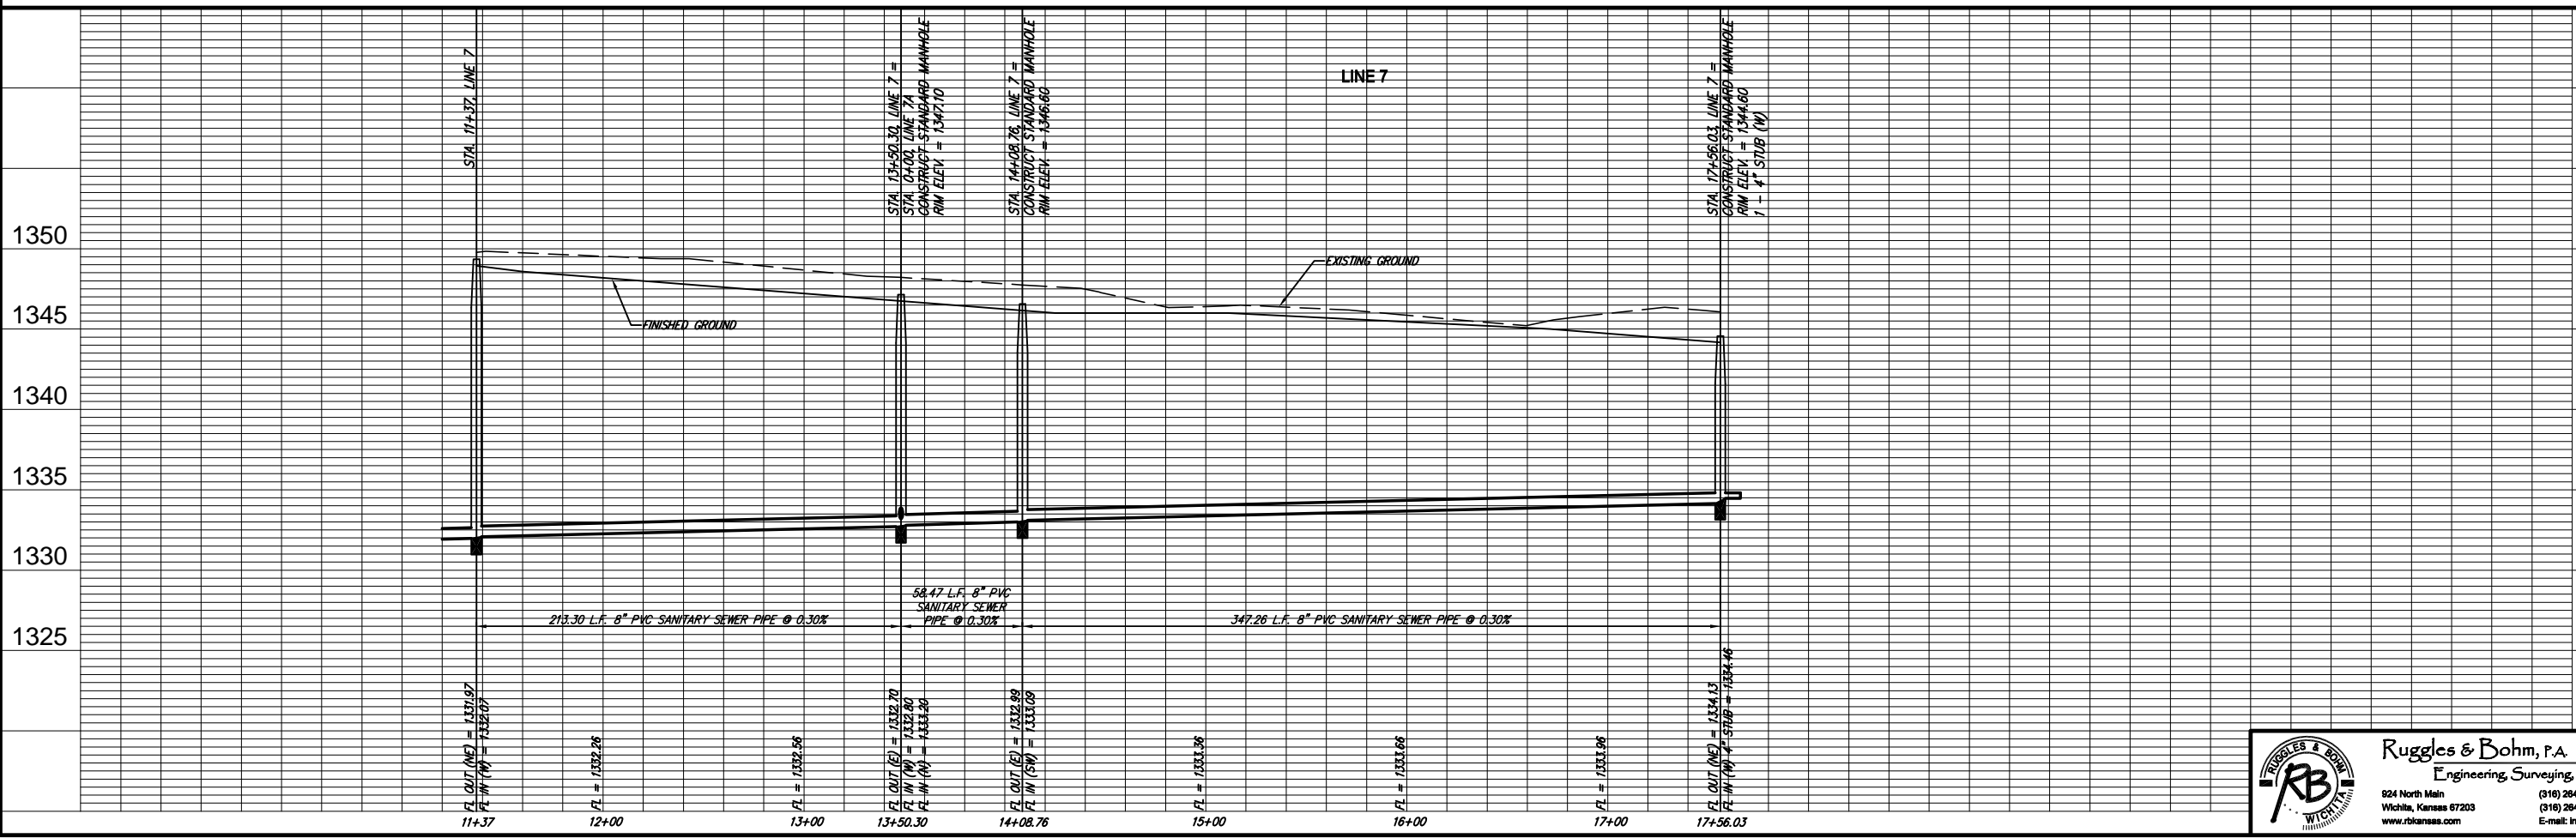 LINE 7
STA. 11+37, LINE 7
STA. 13+50.30, LINE 7 =
STA. 0+00, LINE 7A
CONSTRUCT STANDARD MANHOLE
RIM ELEV. = 1347.10
STA. 14+08.76, LINE 7 =
CONSTRUCT STANDARD MANHOLE
RIM ELEV. = 1346.60
STA. 17+56.03, LINE 7 =
CONSTRUCT STANDARD MANHOLE
RIM ELEV. = 1344.60
1 - 4" STUB (W)
1350
1345
1340
1335
1330
1325
EXISTING GROUND
FINISHED GROUND
213.30 L.F. 8" PVC SANITARY SEWER PIPE @ 0.30%
58.47 L.F. 8" PVC
SANITARY SEWER
PIPE @ 0.30%
347.26 L.F. 8" PVC SANITARY SEWER PIPE @ 0.30%
FL OUT (NE) = 1331.97
FL IN (W) = 1332.07
FL = 1332.26
FL = 1332.56
FL OUT (E) = 1332.70
FL IN (W) = 1332.80
FL IN (N) = 1333.20
FL OUT (E) = 1332.99
FL IN (SW) = 1333.09
FL = 1333.36
FL = 1333.66
FL = 1333.96
FL OUT (NE) = 1334.13
FL IN (W) 4" STUB = 1334.46
11+37
12+00
13+00
13+50.30
14+08.76
15+00
16+00
17+00
17+56.03
RUGGLES & BOHM
RB
WICHITA
Ruggles & Bohm, P.A.
Engineering, Surveying,
924 North Main
(316) 264
Wichita, Kansas 67203
(316) 264
www.rbkansas.com
E-mail: in